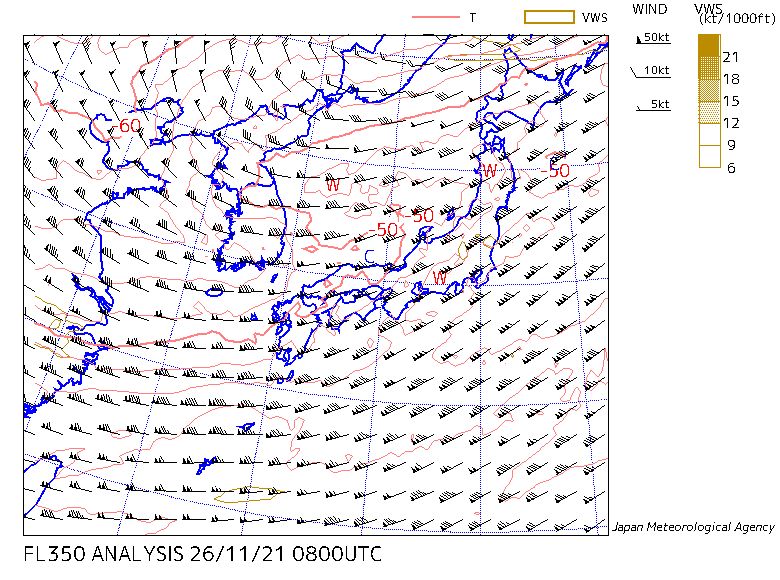 T
VWS
WIND
VWS
(kt/1000ft)
50kt
10kt
5kt
21
18
15
12
9
6
-60
W
W
-50
-50
-50
C
W
Japan Meteorological Agency
FL350 ANALYSIS 26/11/21 0800UTC